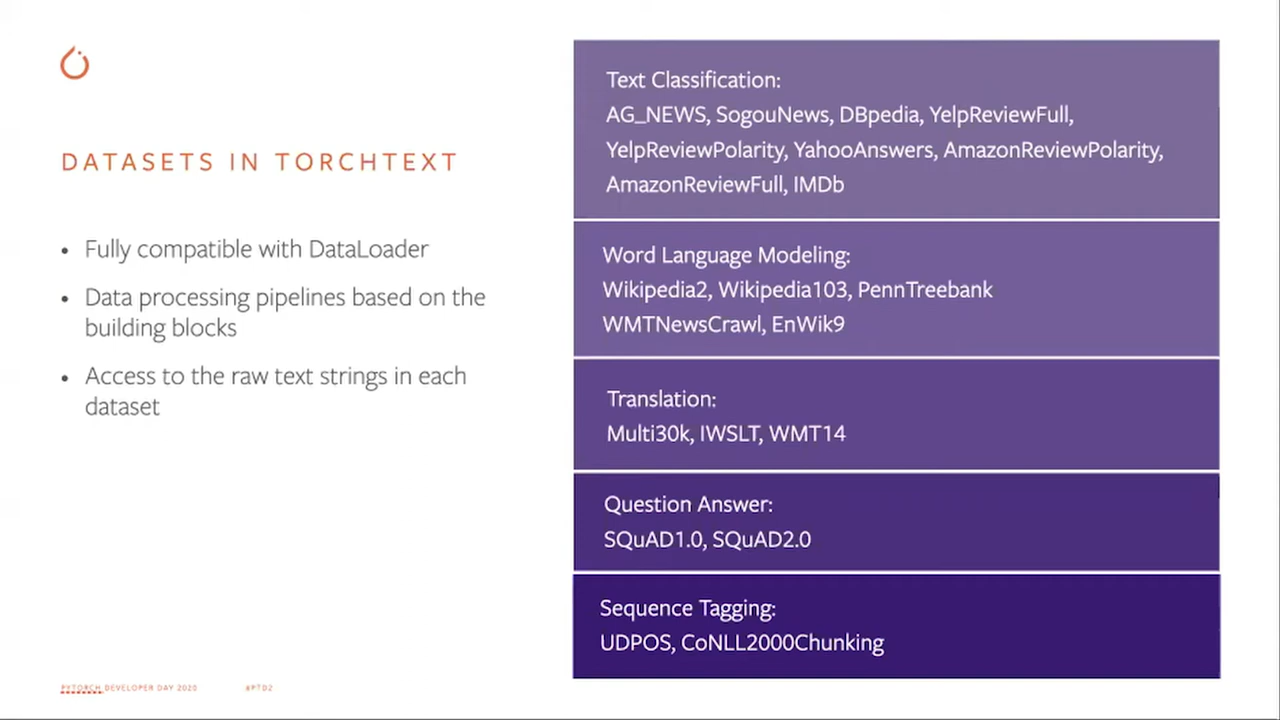 DATASETS IN TORCHTEXT
• Fully compatible with DataLoader
• Data processing pipelines based on the
building blocks
• Access to the raw text strings in each
dataset
Text Classification:
AG_NEWS, SogouNews, DBpedia, YelpReviewFull,
YelpReviewPolarity, YahooAnswers, AmazonReviewPolarity,
AmazonReviewFull, IMDb
Word Language Modeling:
Wikipedia2, Wikipedia103, PennTreebank
WMTNewsCrawl, EnWik9
Translation:
Multi30k, IWSLT, WMT14
Question Answer:
SQuAD1.0, SQuAD2.0
Sequence Tagging:
UDPOS, CoNLL2000Chunking
PYTORCH DEVELOPER DAY 2020
#PTD2